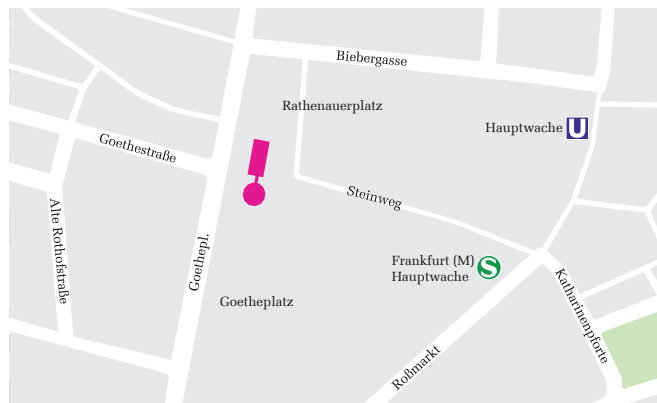 Biebergasse
Rathenauerplatz
Hauptwache U
Goethestraße
Steinweg
Alte Rothofstraße
Goethepl.
Frankfurt (M) S
Hauptwache
Goetheplatz
Katharinenpforte
Roßmarkt